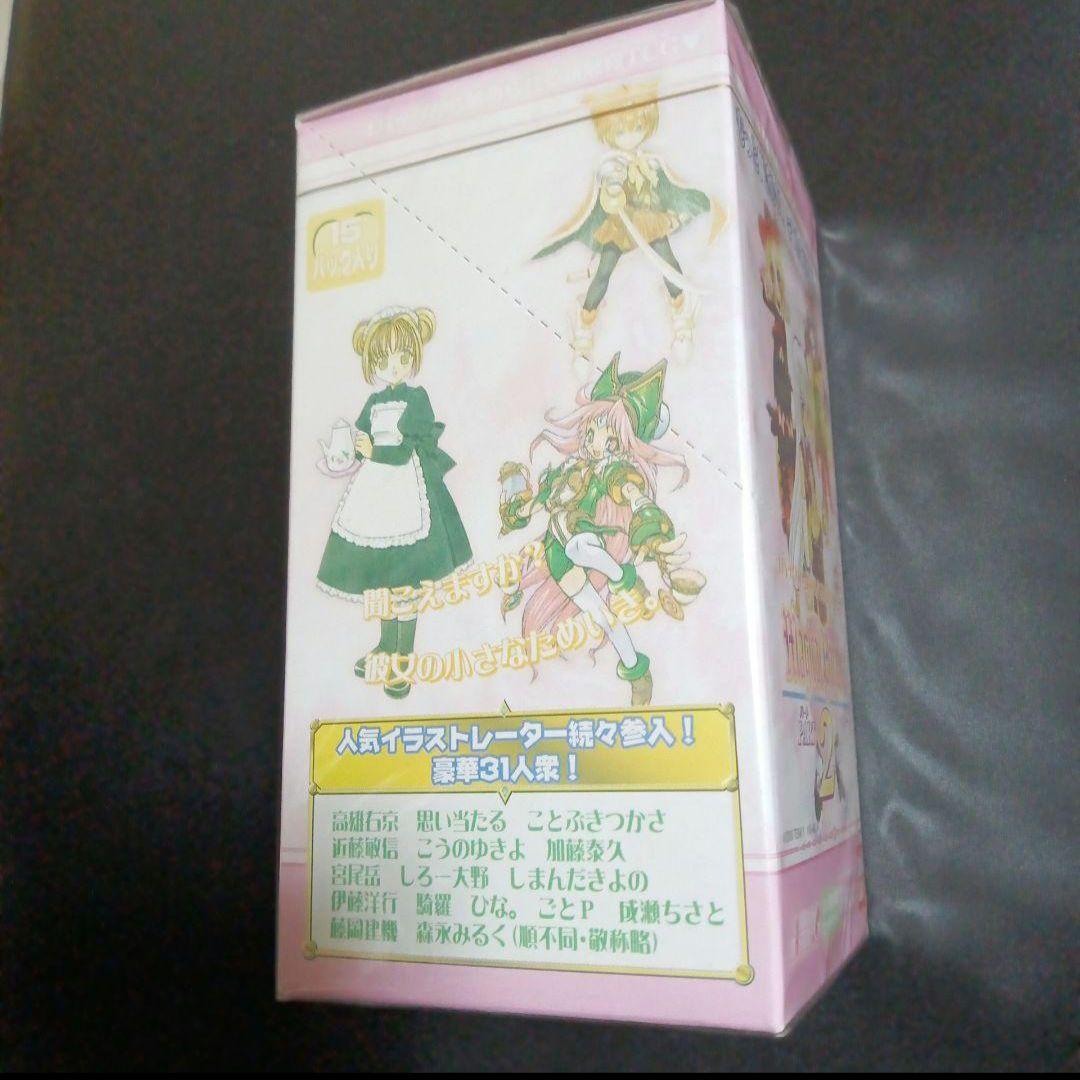 15
パック入り
聞こえますか?
彼女の小さなためいき。
人気イラストレーター続々参入!
豪華31人衆!
高雄右京 思い当たる ことぶきつかさ
近藤敏信 こうのゆきよ 加藤泰久
宮尾岳 しろー大野 しまんだきよの
伊藤洋行 騎羅 ひな。 ごとP 成瀬ちさと
藤岡建機 森永みるく(順不同・敬称略)
2